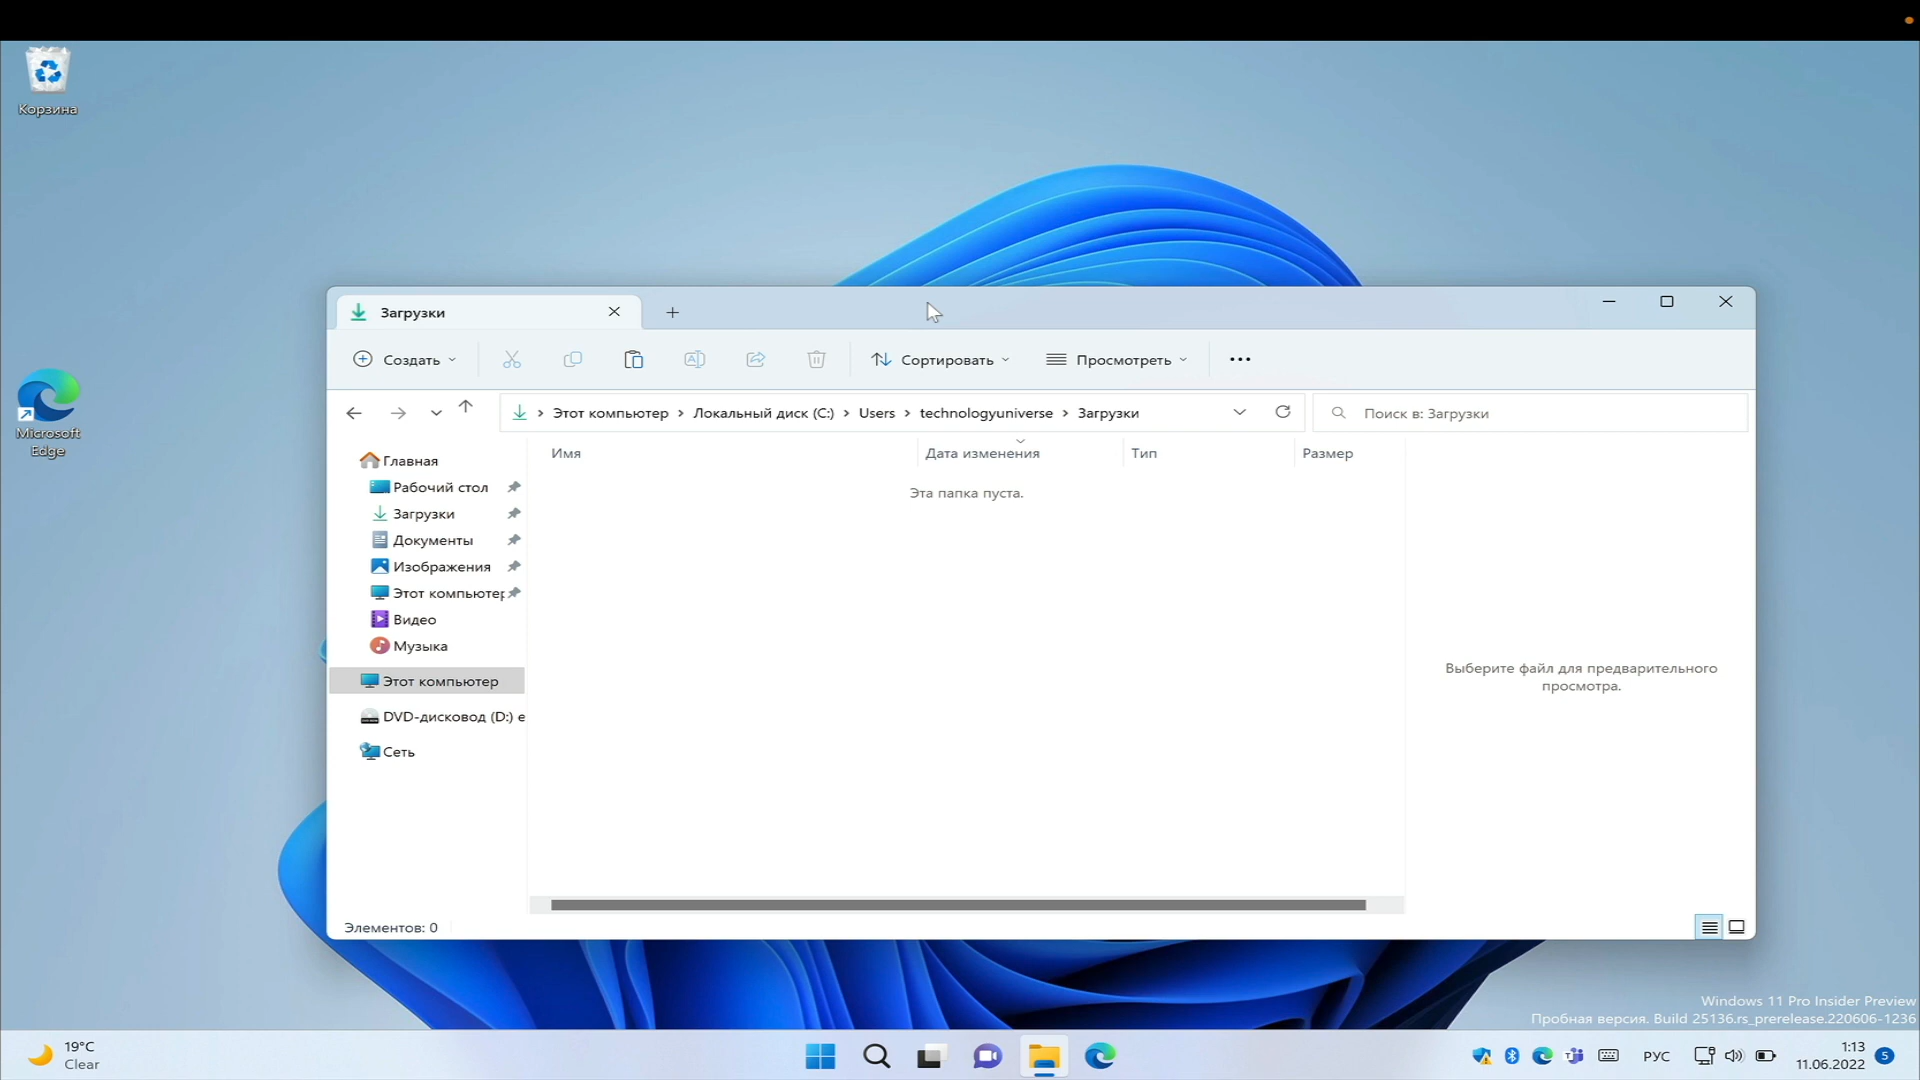 Корзина
Microsoft
Edge
Загрузки
Создать
Сортировать
Просмотреть
Этот компьютер
Локальный диск (C:)
Users
technologyuniverse
Загрузки
Поиск в: Загрузки
Главная
Рабочий стол
Загрузки
Документы
Изображения
Этот компьютер
Видео
Музыка
Этот компьютер
DVD-дисковод (D:) e
Сеть
Имя
Дата изменения
Тип
Размер
Эта папка пуста.
Выберите файл для предварительного
просмотра.
Элементов: 0
Windows 11 Pro Insider Preview
Пробная версия. Build 25136.rs_prerelease.220606-1236
19°C
Clear
РУС
1:13
11.06.2022
5